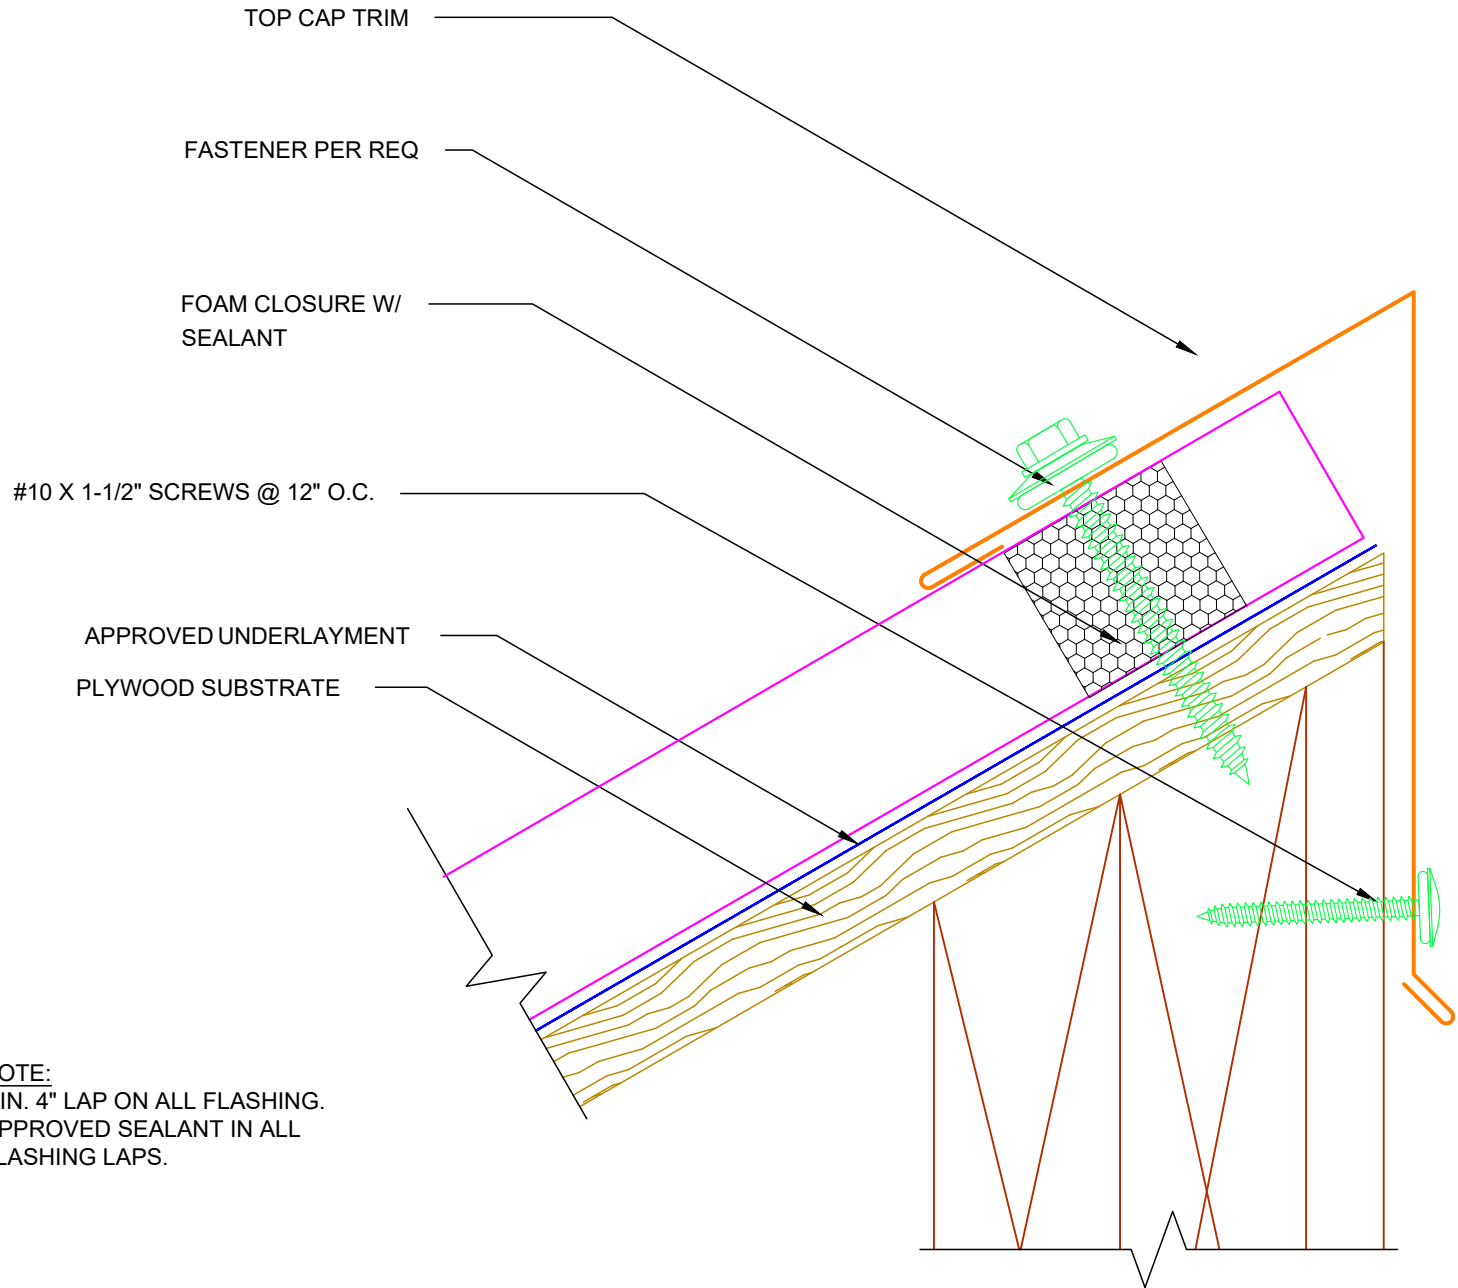 TOP CAP TRIM
FASTENER PER REQ
FOAM CLOSURE W/
SEALANT
#10 X 1-1/2" SCREWS @ 12" O.C.
APPROVED UNDERLAYMENT
PLYWOOD SUBSTRATE
OTE:
IN. 4" LAP ON ALL FLASHING.
PPROVED SEALANT IN ALL
LASHING LAPS.